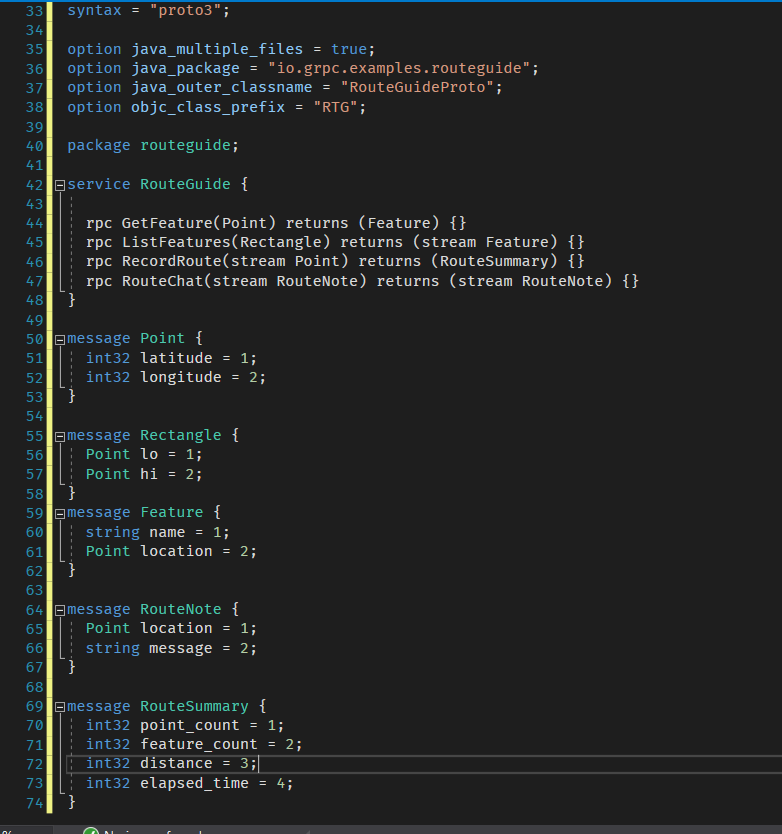 33 syntax = "proto3";
34
35 option java_multiple_files = true;
36 option java_package = "io.grpc.examples.routeguide";
37 option java_outer_classname = "RouteGuideProto";
38 option objc_class_prefix = "RTG";
39
40 package routeguide;
41
42 service RouteGuide {
43
44 rpc GetFeature(Point) returns (Feature) {}
45 rpc ListFeatures(Rectangle) returns (stream Feature) {}
46 rpc RecordRoute(stream Point) returns (RouteSummary) {}
47 rpc RouteChat(stream RouteNote) returns (stream RouteNote) {}
48 }
49
50 message Point {
51 int32 latitude = 1;
52 int32 longitude = 2;
53 }
54
55 message Rectangle {
56 Point lo = 1;
57 Point hi = 2;
58 }
59 message Feature {
60 string name = 1;
61 Point location = 2;
62 }
63
64 message RouteNote {
65 Point location = 1;
66 string message = 2;
67 }
68
69 message RouteSummary {
70 int32 point_count = 1;
71 int32 feature_count = 2;
72 int32 distance = 3;
73 int32 elapsed_time = 4;
74 }